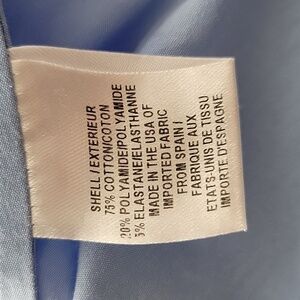 SHELL/EXTERIEUR
75% COTTON/COTON
20% POLYAMIDE/POLYAMIDE
5% ELASTANE/ELASTHANNE
MADE IN THE USA OF
IMPORTED FABRIC
FROM SPAIN /
FABRIQUE AUX
ETATS-UNIS DE TISSU
IMPORTE D'ESPAGNE